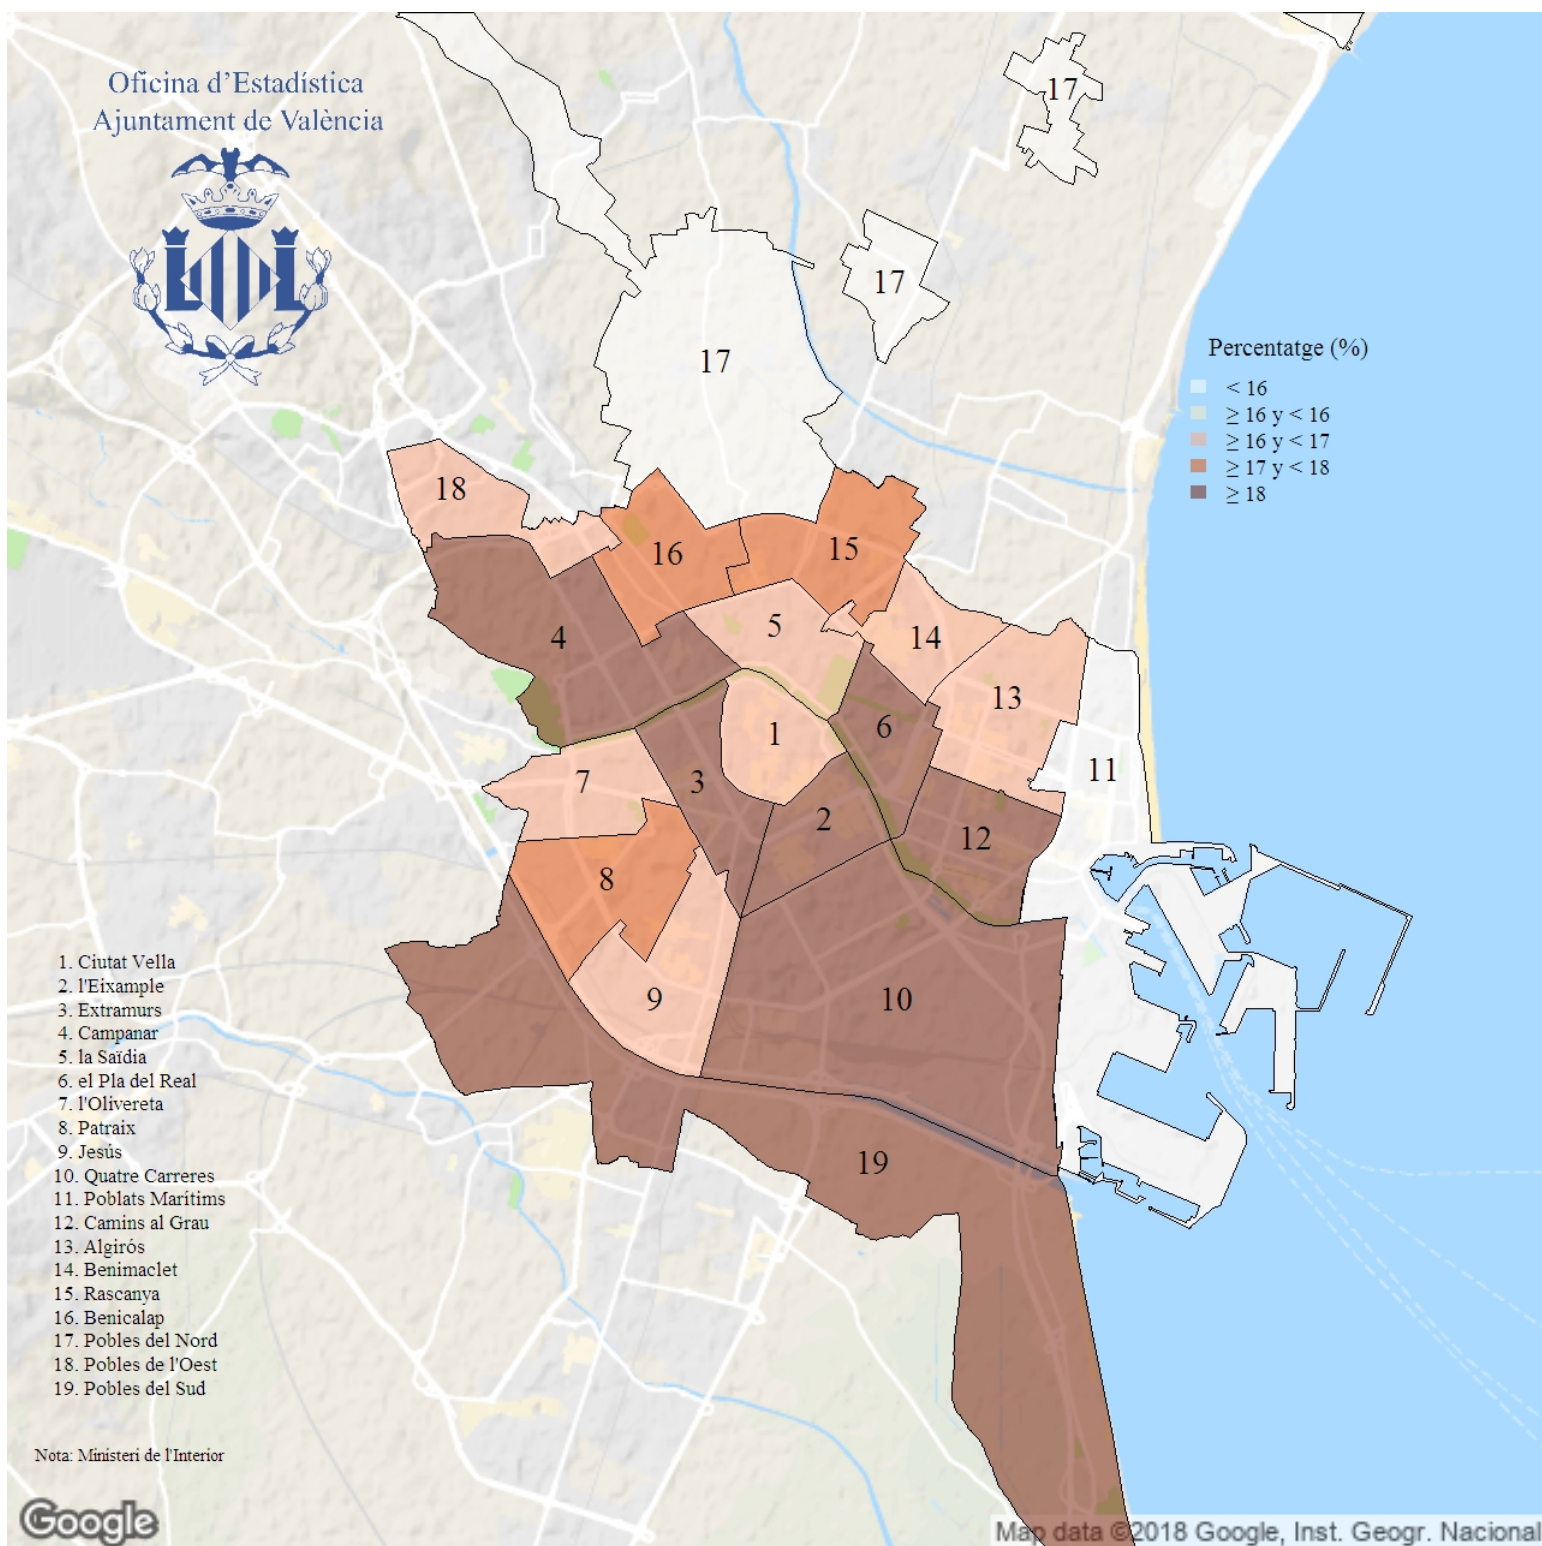 Oficina d’Estadística
Ajuntament de València
17
17
17
Percentatge (%)
< 16
≥ 16 y < 16
≥ 16 y < 17
≥ 17 y < 18
≥ 18
18
16
15
4
5
14
13
6
1
11
7
3
2
12
8
9
10
19
1. Ciutat Vella
2. l'Eixample
3. Extramurs
4. Campanar
5. la Saïdia
6. el Pla del Real
7. l'Olivereta
8. Patraix
9. Jesús
10. Quatre Carreres
11. Poblats Marítims
12. Camins al Grau
13. Algirós
14. Benimaclet
15. Rascanya
16. Benicalap
17. Pobles del Nord
18. Pobles de l'Oest
19. Pobles del Sud
Nota: Ministeri de l'Interior
Google
Map data ©2018 Google, Inst. Geogr. Nacional